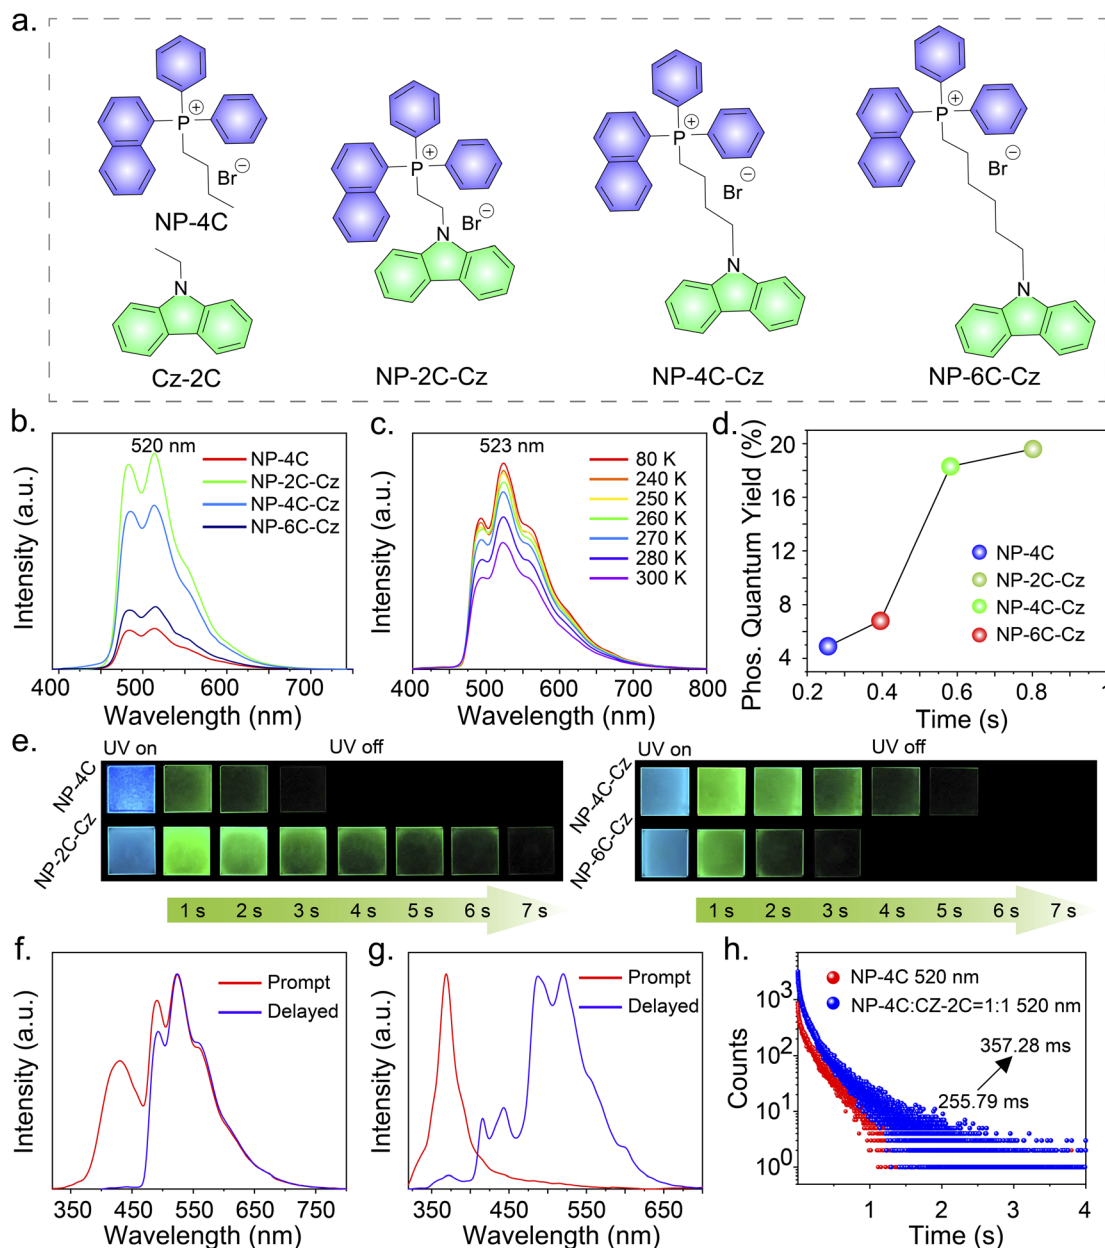 a.
P
+
Br
−
NP-4C
N
Cz-2C
P
+
Br
−
N
NP-2C-Cz
P
+
Br
−
N
NP-4C-Cz
P
+
Br
−
N
NP-6C-Cz
b.
520 nm
NP-4C
NP-2C-Cz
NP-4C-Cz
NP-6C-Cz
Intensity (a.u.)
400 500 600 700
Wavelength (nm)
c.
523 nm
80 K
240 K
250 K
260 K
270 K
280 K
300 K
Intensity (a.u.)
400 500 600 700 800
Wavelength (nm)
d.
Phos. Quantum Yield (%)
20
16
12
8
4
NP-4C
NP-2C-Cz
NP-4C-Cz
NP-6C-Cz
0.2 0.4 0.6 0.8 1
Time (s)
e.
UV on UV off
NP-4C
NP-2C-Cz
1 s 2 s 3 s 4 s 5 s 6 s 7 s
UV on UV off
NP-4C-Cz
NP-6C-Cz
1 s 2 s 3 s 4 s 5 s 6 s 7 s
f.
Prompt
Delayed
Intensity (a.u.)
350 450 550 650 750
Wavelength (nm)
g.
Prompt
Delayed
Intensity (a.u.)
400 500 600 700
Wavelength (nm)
h.
NP-4C 520 nm
NP-4C:CZ-2C=1:1 520 nm
357.28 ms
255.79 ms
Counts
10³
10²
10¹
10⁰
1 2 3 4
Time (s)